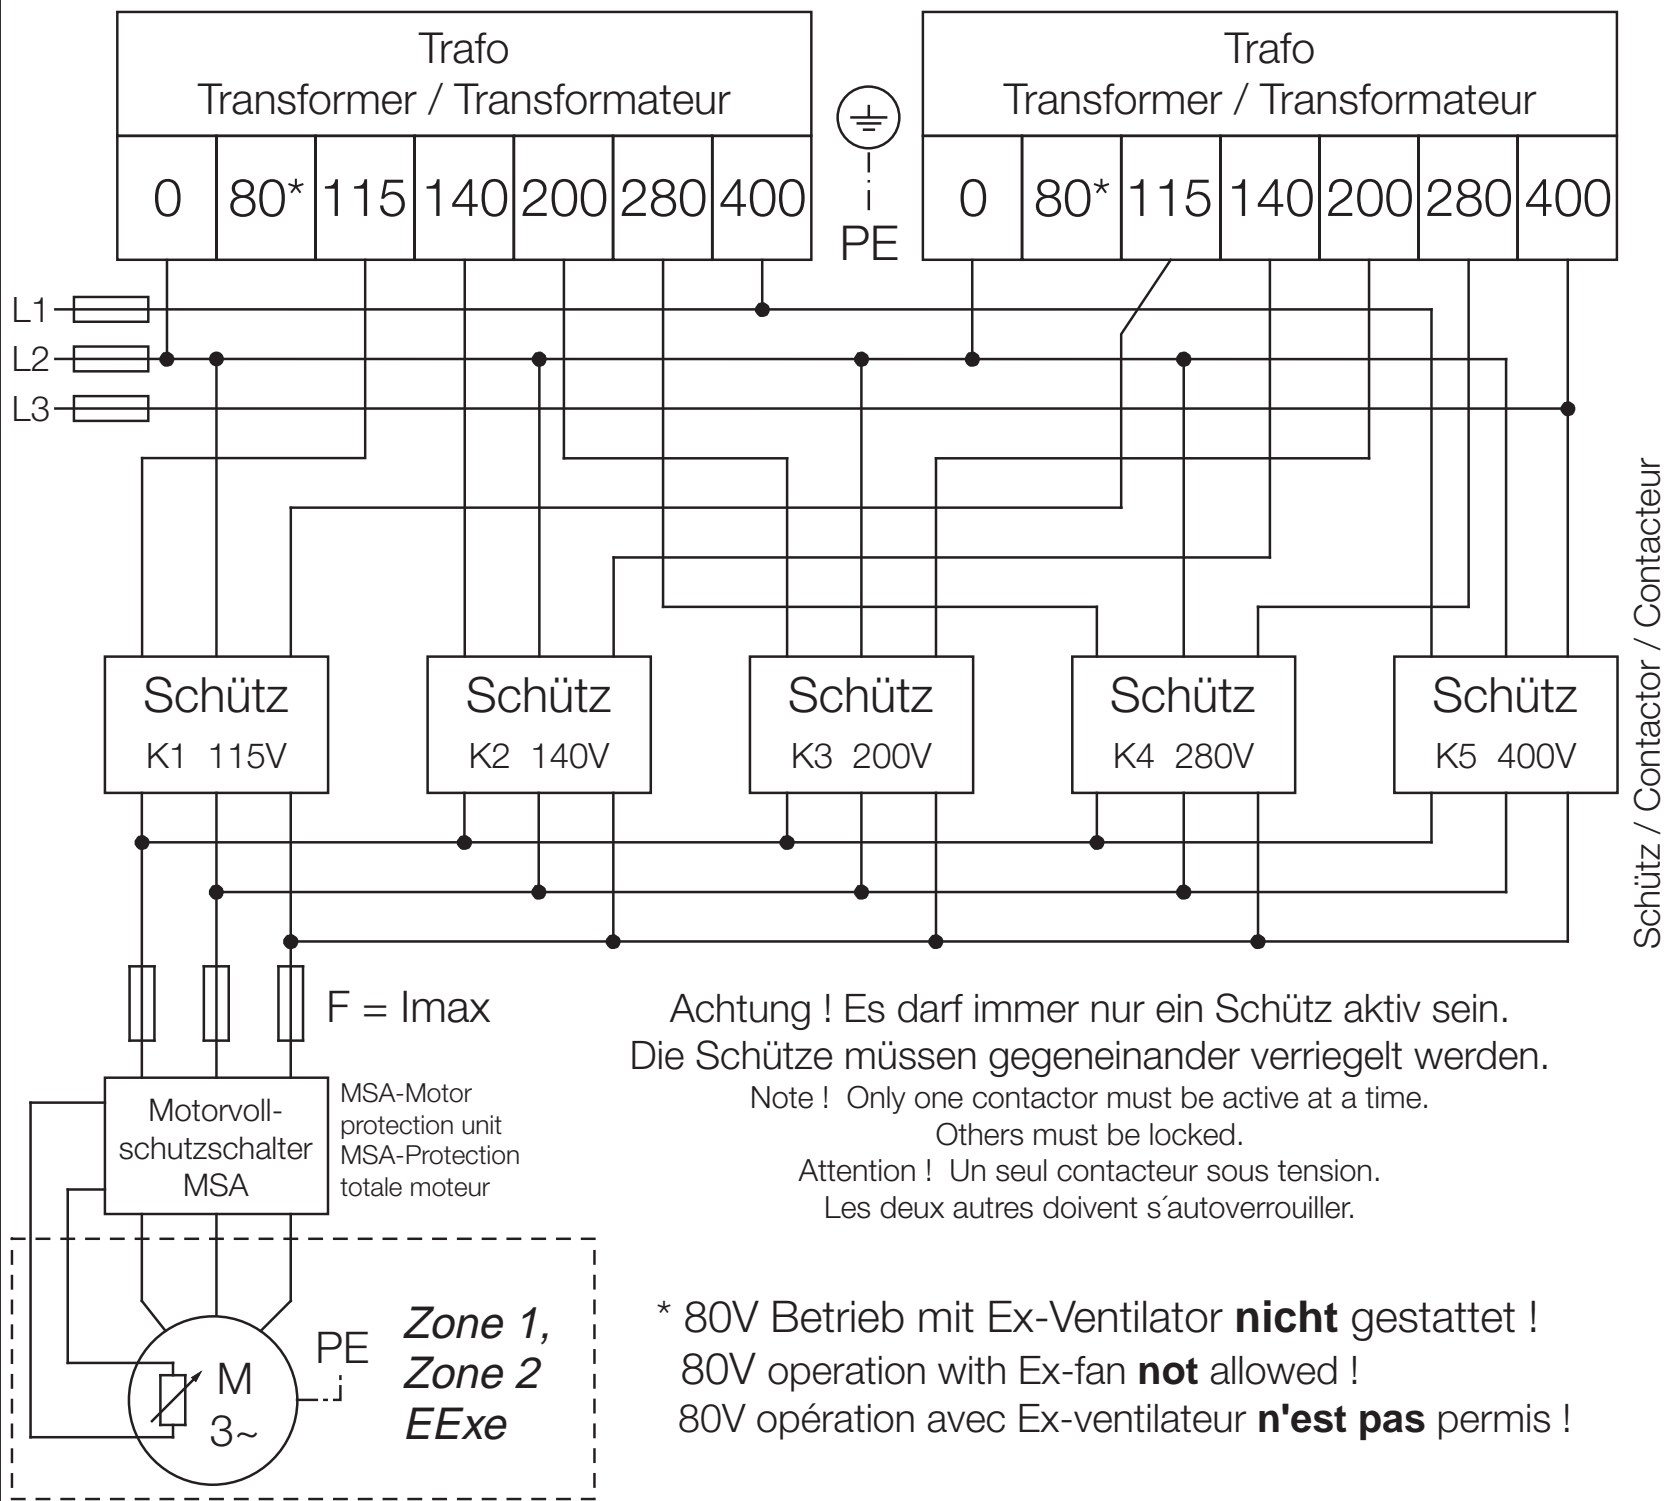 Trafo
Transformer / Transformateur
0 80* 115 140 200 280 400
PE
Trafo
Transformer / Transformateur
0 80* 115 140 200 280 400
L1
L2
L3
Schütz
K1 115V
Schütz
K2 140V
Schütz
K3 200V
Schütz
K4 280V
Schütz
K5 400V
Schütz / Contactor / Contacteur
F = Imax
Motorvoll-
schutzschalter
MSA
MSA-Motor
protection unit
MSA-Protection
totale moteur
Achtung ! Es darf immer nur ein Schütz aktiv sein.
Die Schütze müssen gegeneinander verriegelt werden.
Note ! Only one contactor must be active at a time.
Others must be locked.
Attention ! Un seul contacteur sous tension.
Les deux autres doivent s´autoverrouiller.
M
3~
PE
Zone 1,
Zone 2
EExe
* 80V Betrieb mit Ex-Ventilator nicht gestattet !
80V operation with Ex-fan not allowed !
80V opération avec Ex-ventilateur n'est pas permis !